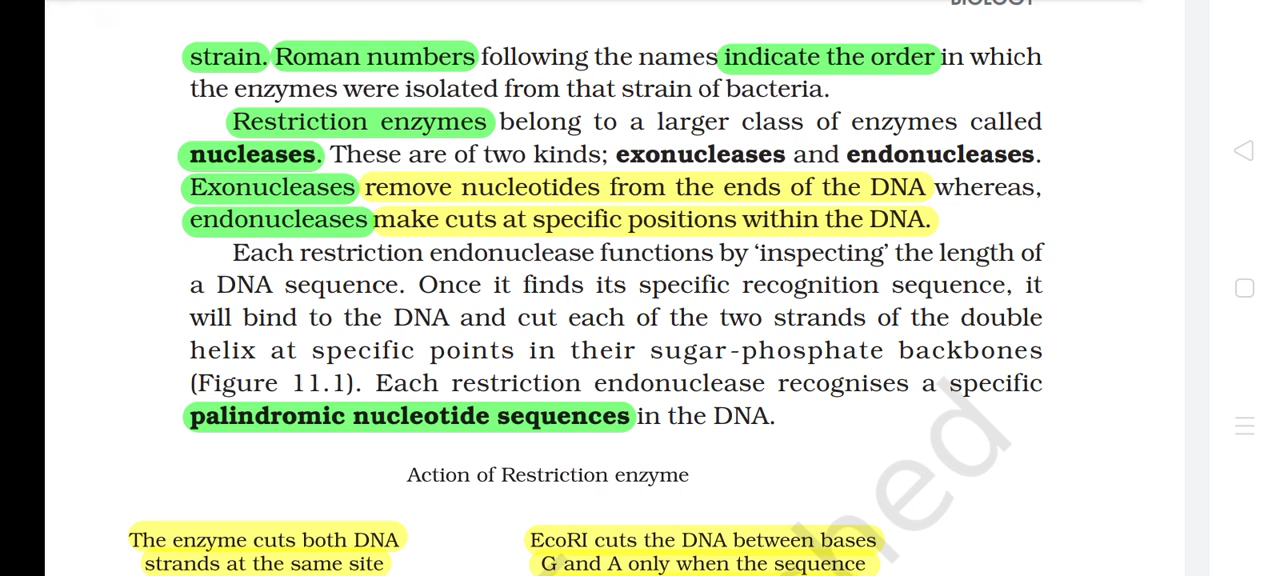 BIOLOGY
strain. Roman numbers following the names indicate the order in which
the enzymes were isolated from that strain of bacteria.
Restriction enzymes belong to a larger class of enzymes called
nucleases. These are of two kinds; exonucleases and endonucleases.
Exonucleases remove nucleotides from the ends of the DNA whereas,
endonucleases make cuts at specific positions within the DNA.
Each restriction endonuclease functions by ‘inspecting’ the length of
a DNA sequence. Once it finds its specific recognition sequence, it
will bind to the DNA and cut each of the two strands of the double
helix at specific points in their sugar-phosphate backbones
(Figure 11.1). Each restriction endonuclease recognises a specific
palindromic nucleotide sequences in the DNA.
Action of Restriction enzyme
The enzyme cuts both DNA
strands at the same site
EcoRI cuts the DNA between bases
G and A only when the sequence
hed